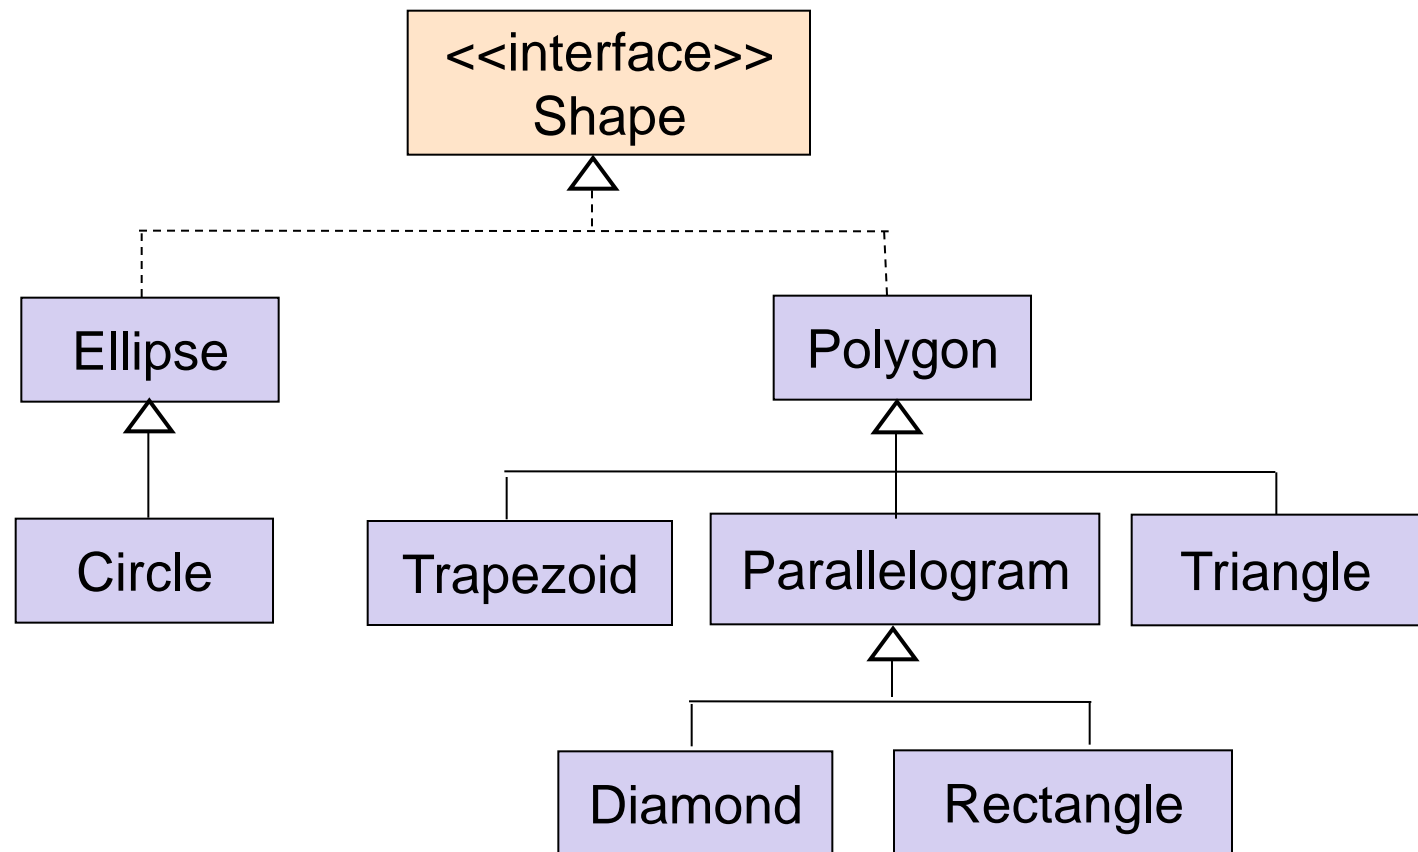 <<interface>>
Shape
Ellipse
Polygon
Circle
Trapezoid
Parallelogram
Triangle
Diamond
Rectangle